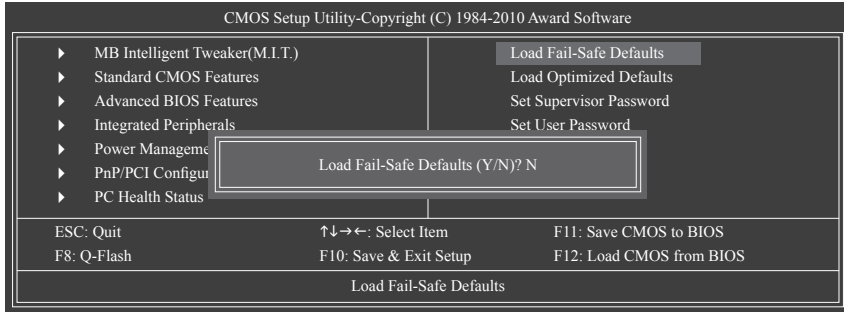 CMOS Setup Utility-Copyright (C) 1984-2010 Award Software
MB Intelligent Tweaker(M.I.T.)
Standard CMOS Features
Advanced BIOS Features
Integrated Peripherals
Power Manageme
PnP/PCI Configur
PC Health Status
Load Fail-Safe Defaults
Load Optimized Defaults
Set Supervisor Password
Set User Password
Load Fail-Safe Defaults (Y/N)? N
ESC: Quit ↑↓→←: Select Item F11: Save CMOS to BIOS
F8: Q-Flash F10: Save & Exit Setup F12: Load CMOS from BIOS
Load Fail-Safe Defaults